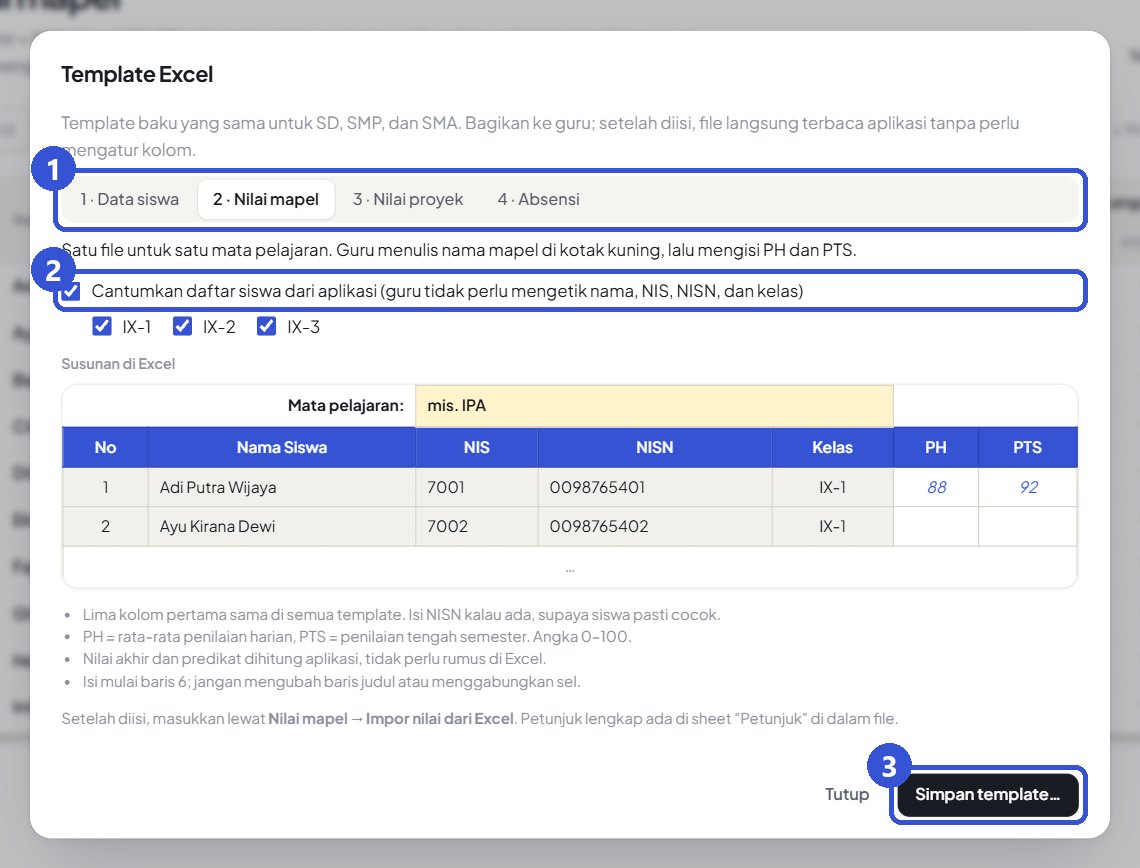 Template Excel
Template baku yang sama untuk SD, SMP, dan SMA. Bagikan ke guru; setelah diisi, file langsung terbaca aplikasi tanpa perlu
mengatur kolom.
1
1 · Data siswa 2 · Nilai mapel 3 · Nilai proyek 4 · Absensi
Satu file untuk satu mata pelajaran. Guru menulis nama mapel di kotak kuning, lalu mengisi PH dan PTS.
2
Cantumkan daftar siswa dari aplikasi (guru tidak perlu mengetik nama, NIS, NISN, dan kelas)
IX-1 IX-2 IX-3
Susunan di Excel
Mata pelajaran: mis. IPA
No Nama Siswa NIS NISN Kelas PH PTS
1 Adi Putra Wijaya 7001 0098765401 IX-1 88 92
2 Ayu Kirana Dewi 7002 0098765402 IX-1
...
• Lima kolom pertama sama di semua template. Isi NISN kalau ada, supaya siswa pasti cocok.
• PH = rata-rata penilaian harian, PTS = penilaian tengah semester. Angka 0–100.
• Nilai akhir dan predikat dihitung aplikasi, tidak perlu rumus di Excel.
• Isi mulai baris 6; jangan mengubah baris judul atau menggabungkan sel.
Setelah diisi, masukkan lewat Nilai mapel → Impor nilai dari Excel. Petunjuk lengkap ada di sheet "Petunjuk" di dalam file.
3
Tutup Simpan template...